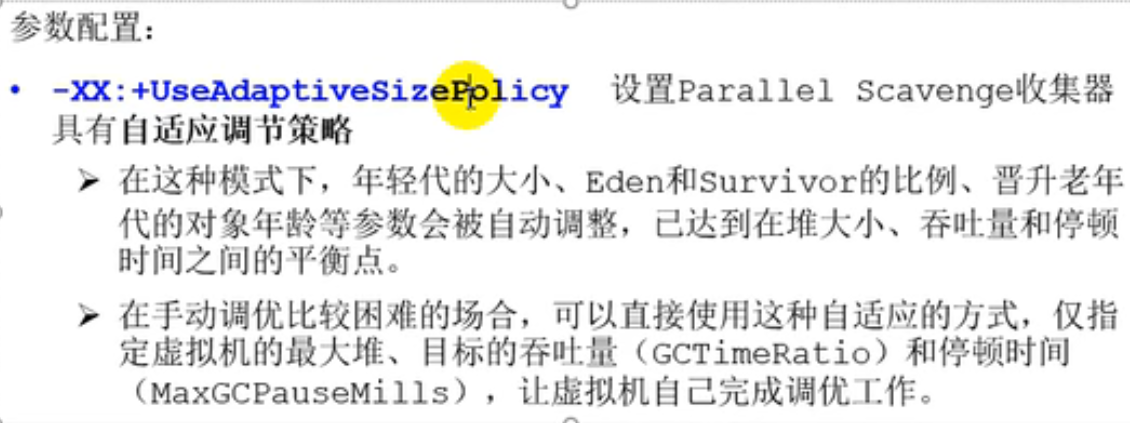 参数配置：
• -XX:+UseAdaptiveSizePolicy 设置Parallel Scavenge收集器
具有自适应调节策略
➢ 在这种模式下，年轻代的大小、Eden和Survivor的比例、晋升老年
代的对象年龄等参数会被自动调整，已达到在堆大小、吞吐量和停顿
时间之间的平衡点。
➢ 在手动调优比较困难的场合，可以直接使用这种自适应的方式，仅指
定虚拟机的最大堆、目标的吞吐量（GCTimeRatio）和停顿时间
（MaxGCPauseMills），让虚拟机自己完成调优工作。